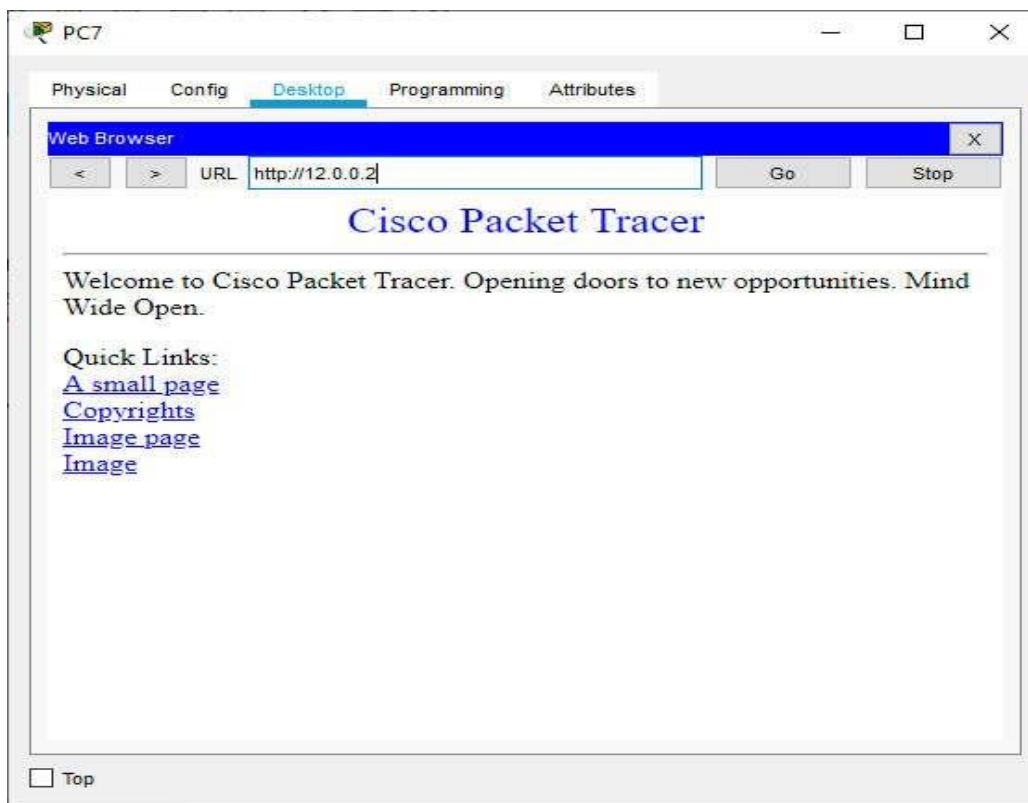 PC7
Physical Config Desktop Programming Attributes
Web Browser X
< > URL http://12.0.0.2 Go Stop
Cisco Packet Tracer
Welcome to Cisco Packet Tracer. Opening doors to new opportunities. Mind
Wide Open.
Quick Links:
A small page
Copyrights
Image page
Image
Top